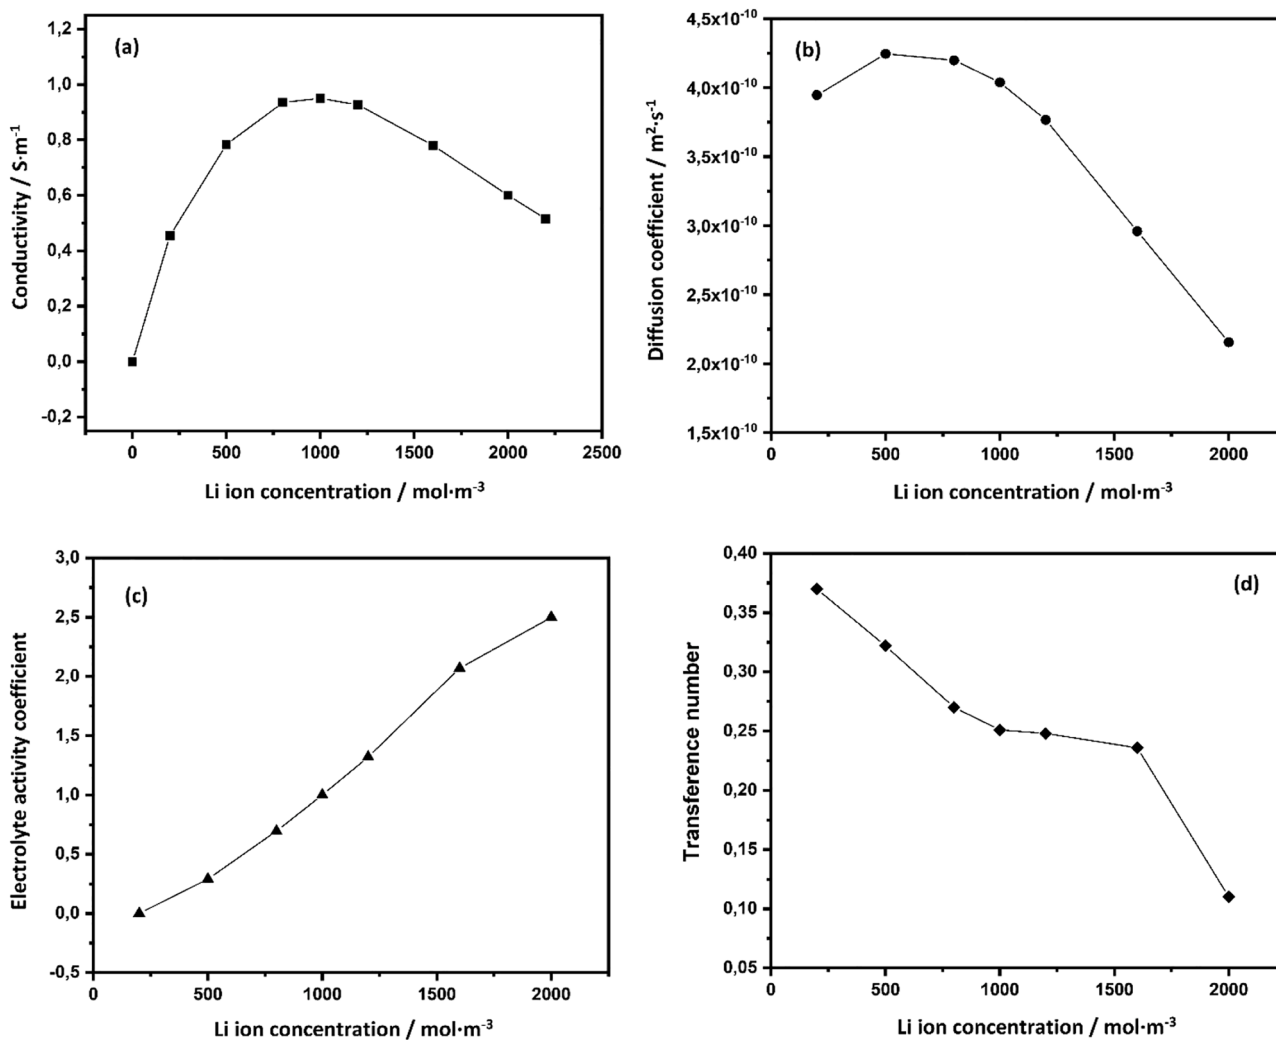 (a)
1,2
1,0
0,8
0,6
0,4
0,2
0,0
-0,2
Conductivity / S·m⁻¹
0 500 1000 1500 2000 2500
Li ion concentration / mol·m⁻³
(b)
4,5x10⁻¹⁰
4,0x10⁻¹⁰
3,5x10⁻¹⁰
3,0x10⁻¹⁰
2,5x10⁻¹⁰
2,0x10⁻¹⁰
1,5x10⁻¹⁰
Diffusion coefficient / m²·s⁻¹
0 500 1000 1500 2000
Li ion concentration / mol·m⁻³
(c)
3,0
2,5
2,0
1,5
1,0
0,5
0,0
-0,5
Electrolyte activity coefficient
0 500 1000 1500 2000
Li ion concentration / mol·m⁻³
(d)
0,40
0,35
0,30
0,25
0,20
0,15
0,10
0,05
Transference number
0 500 1000 1500 2000
Li ion concentration / mol·m⁻³